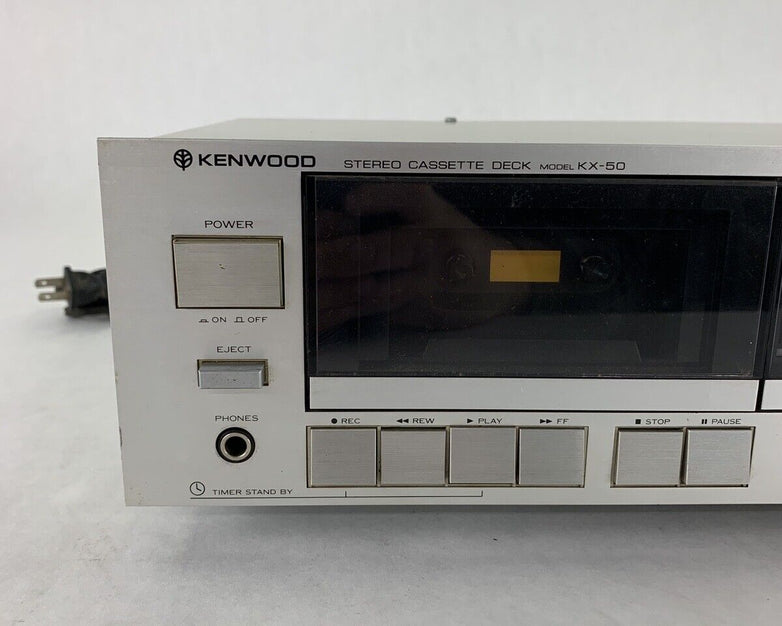 KENWOOD STEREO CASSETTE DECK MODEL KX-50
POWER
ON OFF
EJECT
PHONES
● REC ◀◀ REW ▶ PLAY ▶▶ FF ■ STOP ⏸ PAUSE
TIMER STAND BY